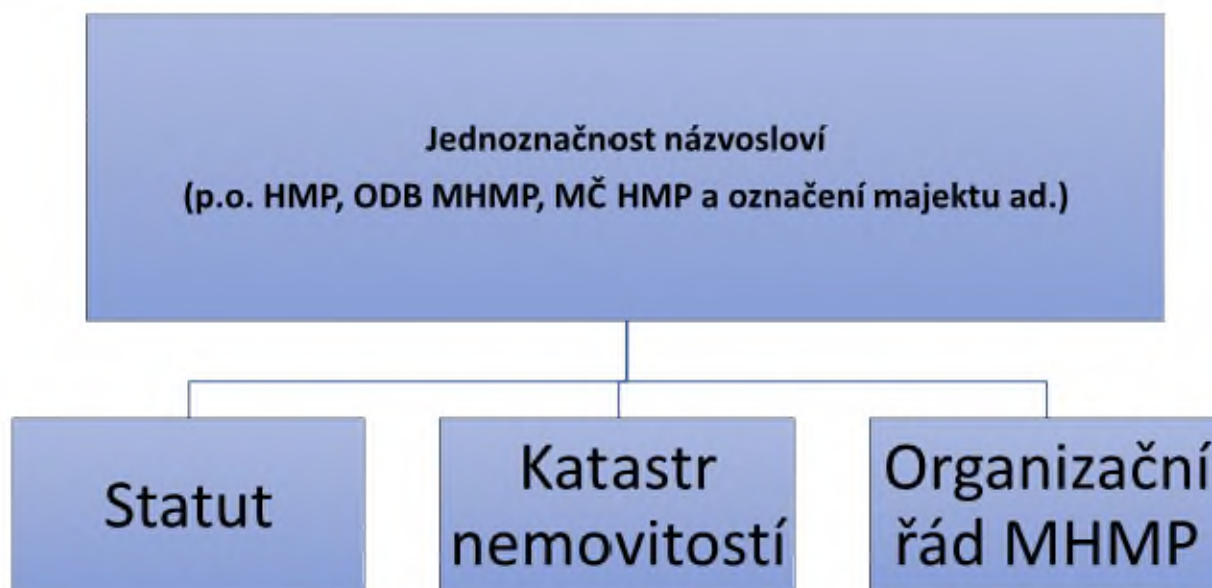 Jednoznačnost názvosloví
(p.o. HMP, ODB MHMP, MČ HMP a označení majektu ad.)
Statut
Katastr
nemovitostí
Organizační
řád MHMP